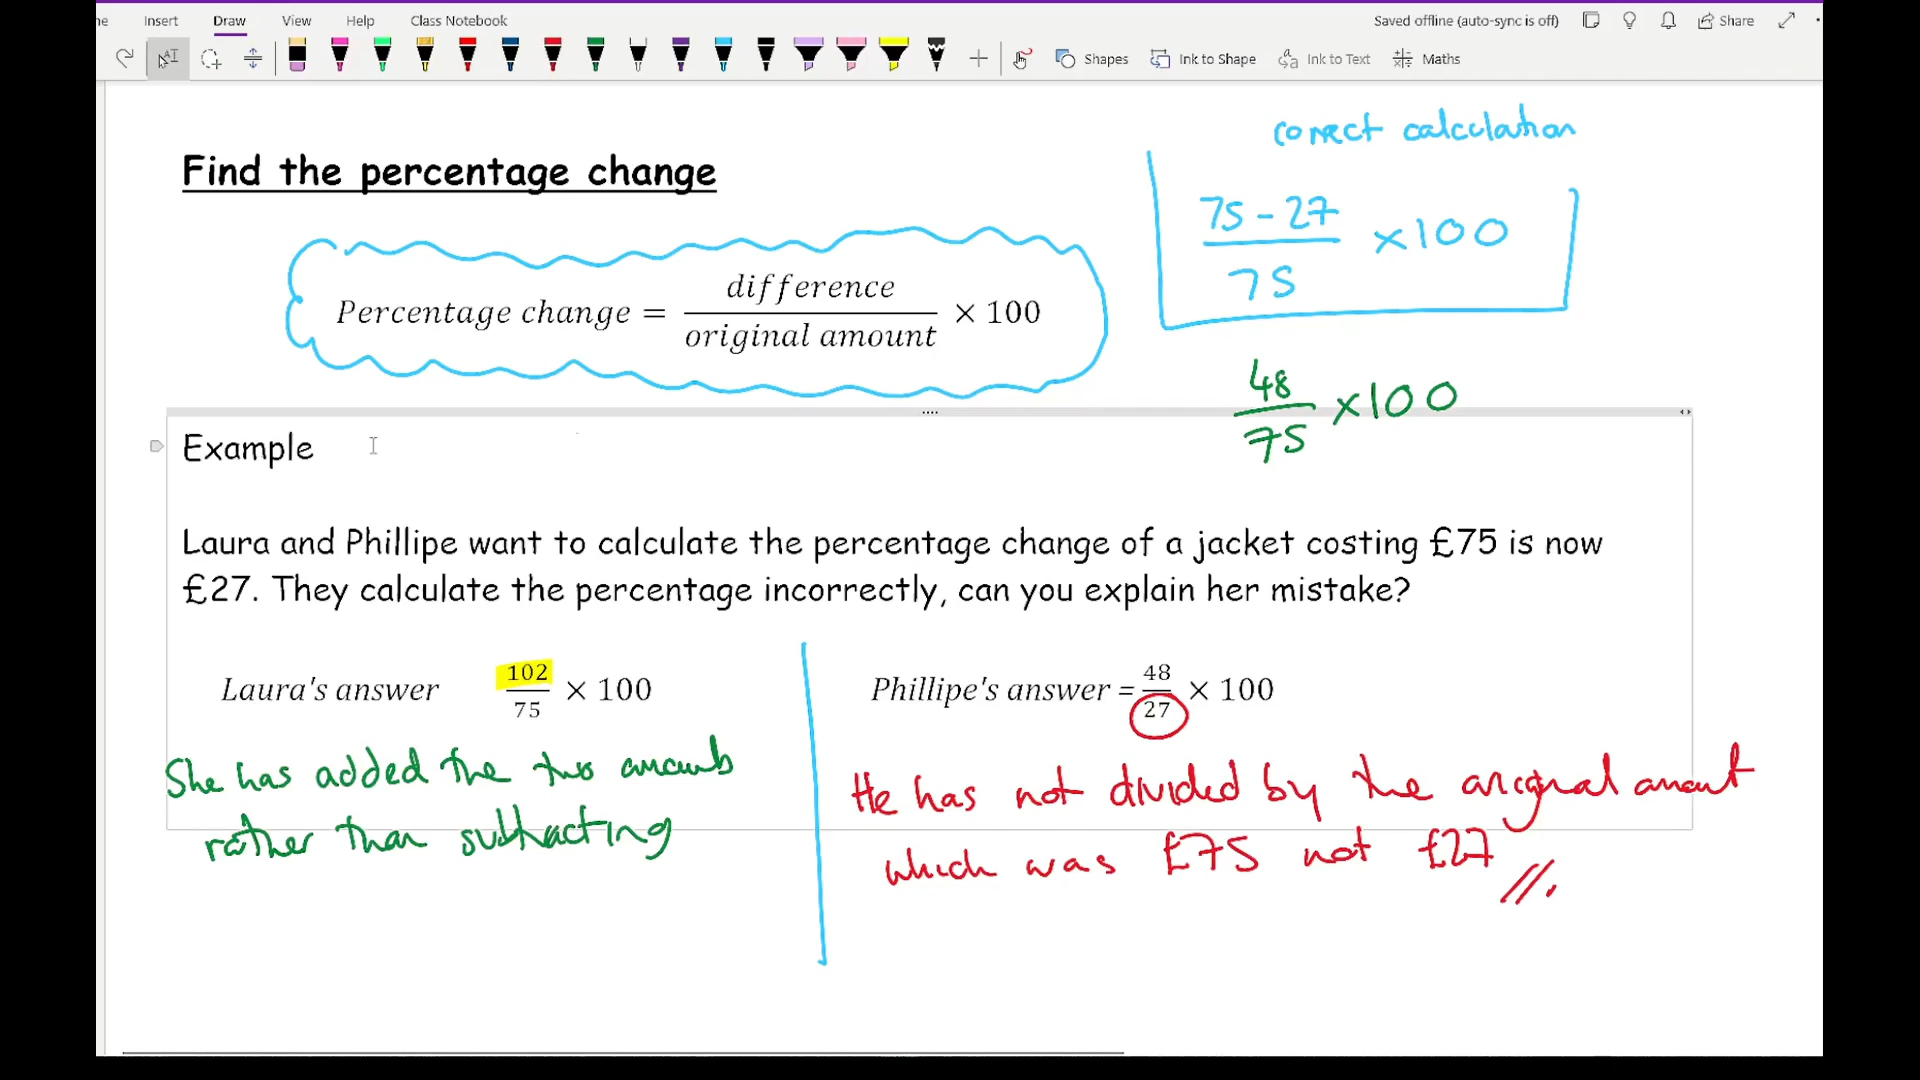 ne Insert Draw View Help Class Notebook Saved offline (auto-sync is off) Share
Shapes Ink to Shape Ink to Text Maths
correct calculation
Find the percentage change
75 - 27
75
× 100
Percentage change = difference / original amount × 100
48
75
× 100
Example
Laura and Phillipe want to calculate the percentage change of a jacket costing £75 is now
£27. They calculate the percentage incorrectly, can you explain her mistake?
Laura's answer 102/75 × 100
Phillipe's answer = 48/27 × 100
She has added the two amounts
rather than subtracting
He has not divided by the original amount
which was £75 not £27